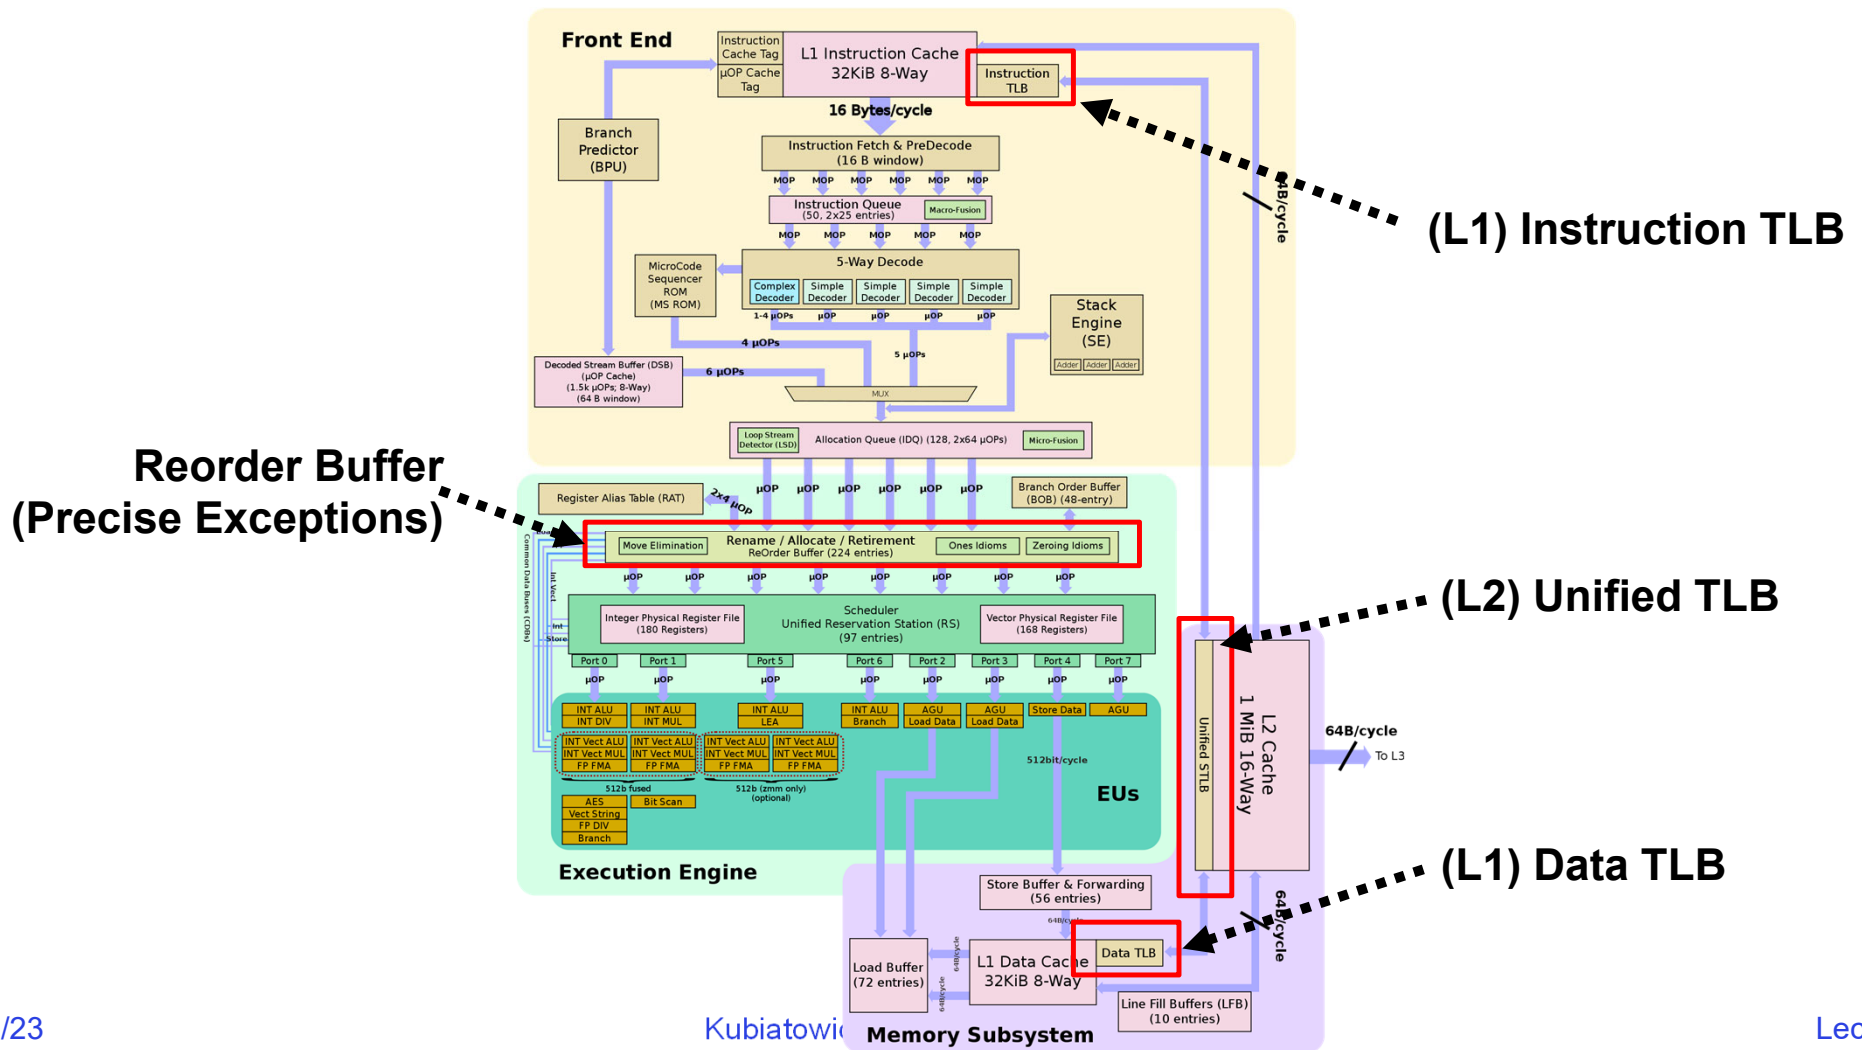 Front End
Instruction
Cache Tag
µOP Cache
Tag
L1 Instruction Cache
32KiB 8-Way
Instruction
TLB
16 Bytes/cycle
Branch
Predictor
(BPU)
Instruction Fetch & PreDecode
(16 B window)
MOP MOP MOP MOP MOP MOP
Instruction Queue
(50, 2x25 entries)
Macro-Fusion
MOP MOP MOP MOP MOP
64B/cycle
(L1) Instruction TLB
5-Way Decode
MicroCode
Sequencer
ROM
(MS ROM)
Complex
Decoder
Simple
Decoder
Simple
Decoder
Simple
Decoder
Simple
Decoder
1-4 µOPs µOP µOP µOP µOP
Stack
Engine
(SE)
Adder Adder Adder
4 µOPs
5 µOPs
Decoded Stream Buffer (DSB)
(µOP Cache)
(1.5k µOPs; 8-Way)
(64 B window)
6 µOPs
MUX
Loop Stream
Detector (LSD)
Allocation Queue (IDQ) (128, 2x64 µOPs)
Micro-Fusion
Reorder Buffer
(Precise Exceptions)
µOP µOP µOP µOP µOP µOP
Register Alias Table (RAT)
2x4 µOP
Branch Order Buffer
(BOB) (48-entry)
Common Data Buses (CDBs)
Move Elimination
Rename / Allocate / Retirement
ReOrder Buffer (224 entries)
Ones Idioms
Zeroing Idioms
µOP µOP µOP µOP µOP µOP µOP µOP
Int Vect
Int
Store
Integer Physical Register File
(180 Registers)
Scheduler
Unified Reservation Station (RS)
(97 entries)
Vector Physical Register File
(168 Registers)
Port 0 Port 1 Port 5 Port 6 Port 2 Port 3 Port 4 Port 7
µOP µOP µOP µOP µOP µOP µOP µOP
INT ALU
INT DIV
INT ALU
INT MUL
INT ALU
LEA
INT ALU
Branch
AGU
Load Data
AGU
Load Data
Store Data
AGU
INT Vect ALU
INT Vect MUL
FP FMA
INT Vect ALU
INT Vect MUL
FP FMA
INT Vect ALU
INT Vect MUL
FP FMA
INT Vect ALU
INT Vect MUL
FP FMA
512b fused
512b (zmm only)
(optional)
AES
Vect String
FP DIV
Branch
Bit Scan
512bit/cycle
EUs
Execution Engine
(L2) Unified TLB
Unified STLB
L2 Cache
1 MiB 16-Way
64B/cycle
To L3
(L1) Data TLB
Store Buffer & Forwarding
(56 entries)
64B/cycle
64B/cycle
Load Buffer
(72 entries)
64B/cycle
64B/cycle
L1 Data Cache
32KiB 8-Way
Data TLB
Line Fill Buffers (LFB)
(10 entries)
Memory Subsystem
/23
Kubiatowic
Lec